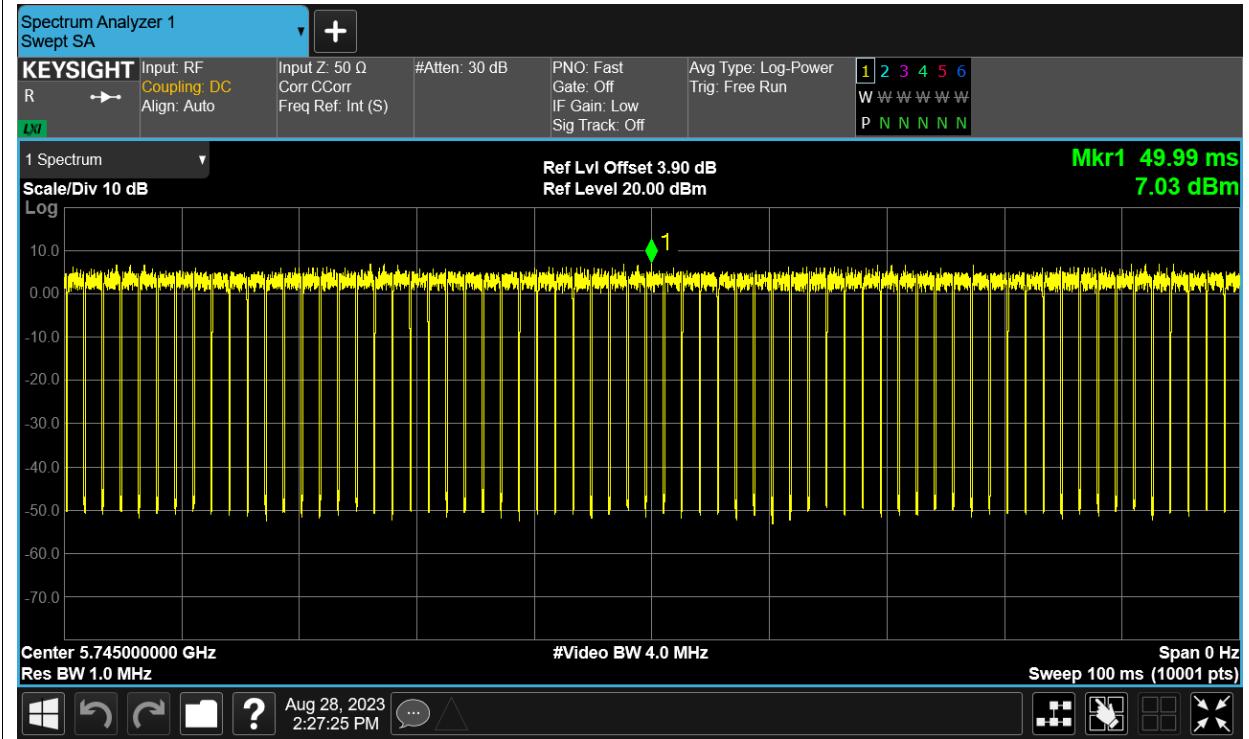 Spectrum Analyzer 1
Swept SA
KEYSIGHT
R
LXI
Input: RF
Coupling: DC
Align: Auto
Input Z: 50 Ω
Corr CCorr
Freq Ref: Int (S)
#Atten: 30 dB
PNO: Fast
Gate: Off
IF Gain: Low
Sig Track: Off
Avg Type: Log-Power
Trig: Free Run
1 2 3 4 5 6
W W W W W W
P N N N N N
1 Spectrum
Scale/Div 10 dB
Ref Lvl Offset 3.90 dB
Ref Level 20.00 dBm
Mkr1 49.99 ms
7.03 dBm
Log
1
10.0
0.00
-10.0
-20.0
-30.0
-40.0
-50.0
-60.0
-70.0
Center 5.745000000 GHz
Res BW 1.0 MHz
#Video BW 4.0 MHz
Span 0 Hz
Sweep 100 ms (10001 pts)
?
Aug 28, 2023
2:27:25 PM